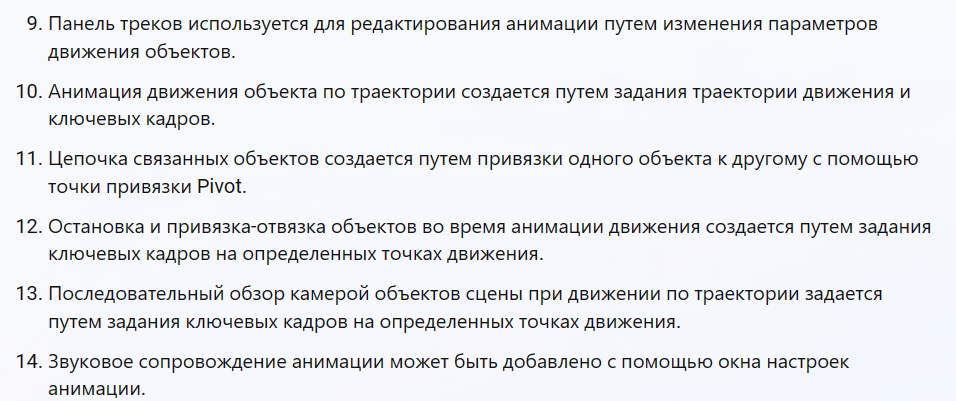 9. Панель треков используется для редактирования анимации путем изменения параметров
движения объектов.
10. Анимация движения объекта по траектории создается путем задания траектории движения и
ключевых кадров.
11. Цепочка связанных объектов создается путем привязки одного объекта к другому с помощью
точки привязки Pivot.
12. Остановка и привязка-отвязка объектов во время анимации движения создается путем задания
ключевых кадров на определенных точках движения.
13. Последовательный обзор камерой объектов сцены при движении по траектории задается
путем задания ключевых кадров на определенных точках движения.
14. Звуковое сопровождение анимации может быть добавлено с помощью окна настроек
анимации.